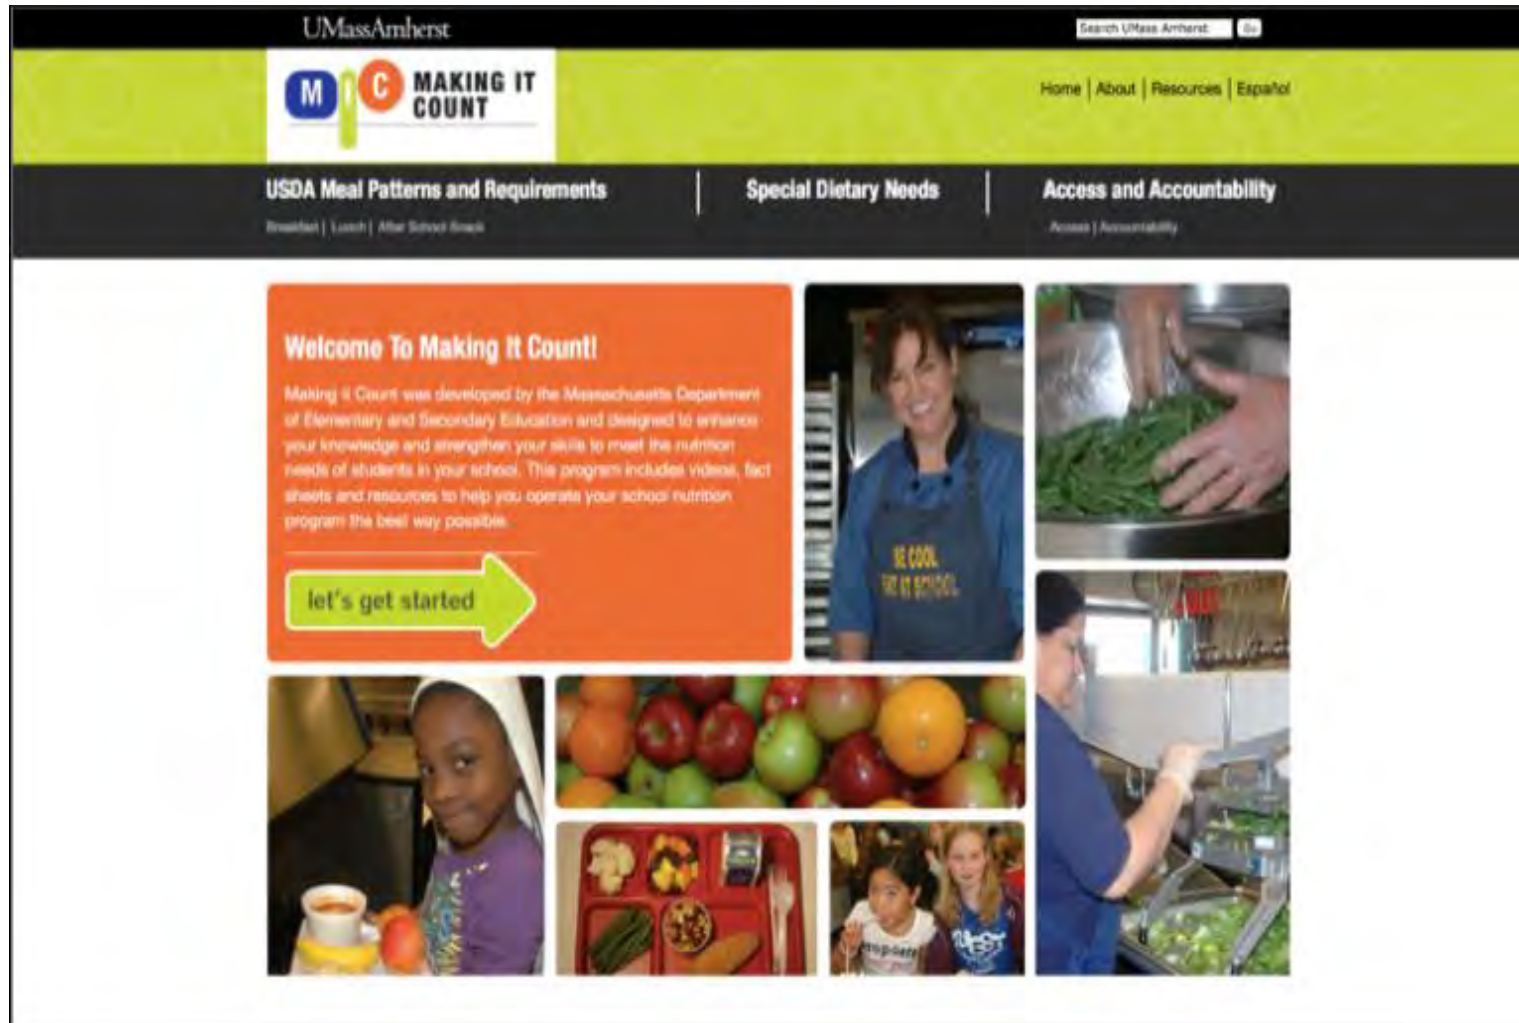 UMassAmherst
Search UMass Amherst Go
M C MAKING IT
COUNT
Home | About | Resources | Español
USDA Meal Patterns and Requirements
Special Dietary Needs
Access and Accountability
Breakfast | Lunch | After School Snack
Access | Accountability
Welcome To Making It Count!
Making it Count was developed by the Massachusetts Department
of Elementary and Secondary Education and designed to enhance
your knowledge and strengthen your skills to meet the nutrition
needs of students in your school. This program includes videos, fact
sheets and resources to help you operate your school nutrition
program the best way possible.
let's get started
BE COOL
EAT AT SCHOOL